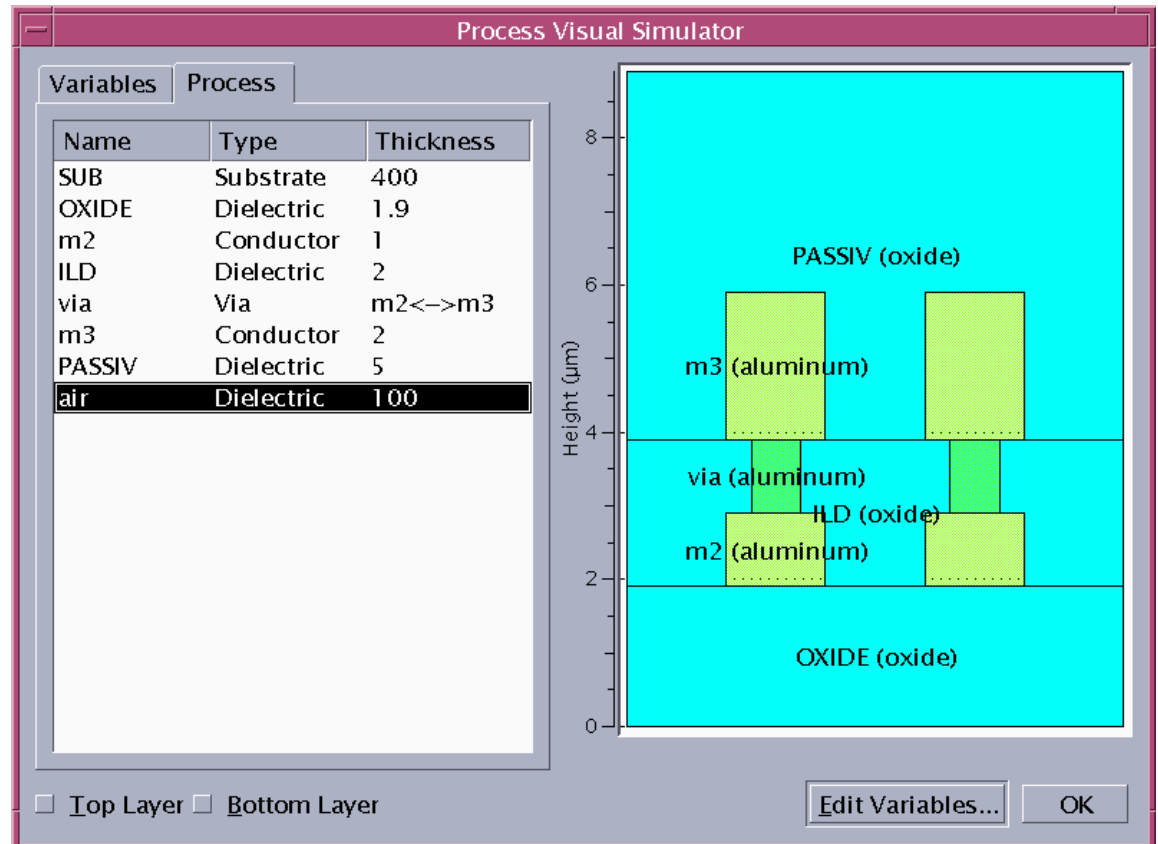 Process Visual Simulator
Variables Process
Name Type Thickness
SUB Substrate 400
OXIDE Dielectric 1.9
m2 Conductor 1
ILD Dielectric 2
via Via m2<->m3
m3 Conductor 2
PASSIV Dielectric 5
air Dielectric 100
Height (µm)
8
6
4
2
0
PASSIV (oxide)
m3 (aluminum)
via (aluminum)
ILD (oxide)
m2 (aluminum)
OXIDE (oxide)
Top Layer Bottom Layer
Edit Variables... OK